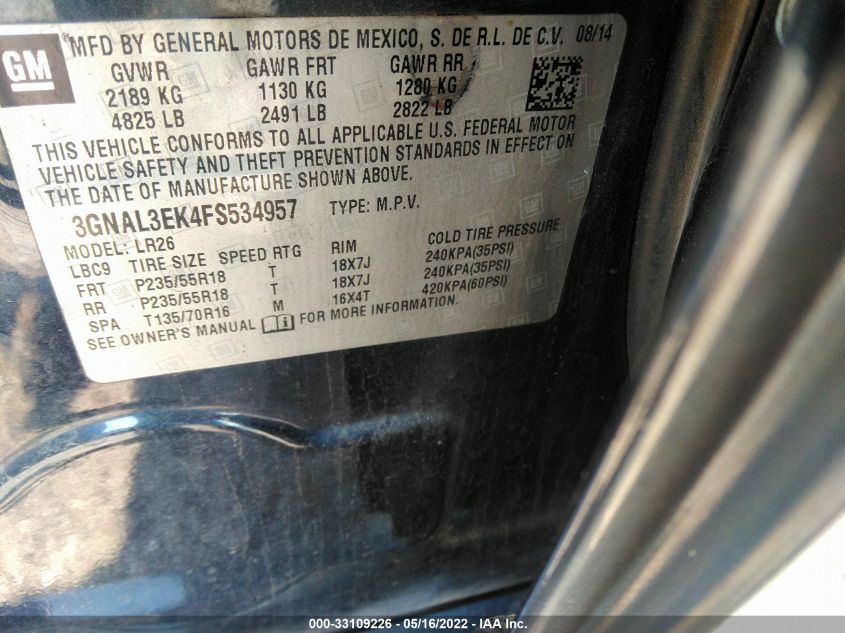 GM
®MFD BY GENERAL MOTORS DE MEXICO, S. DE R.L. DE C.V. 08/14
GVWR GAWR FRT GAWR RR
2189 KG 1130 KG 1280 KG
4825 LB 2491 LB 2822 LB
THIS VEHICLE CONFORMS TO ALL APPLICABLE U.S. FEDERAL MOTOR
VEHICLE SAFETY AND THEFT PREVENTION STANDARDS IN EFFECT ON
THE DATE OF MANUFACTURE SHOWN ABOVE.
3GNAL3EK4FS534957 TYPE: M.P.V.
MODEL: LR26
LBC9 TIRE SIZE SPEED RTG RIM COLD TIRE PRESSURE
FRT P235/55R18 T 18X7J 240KPA(35PSI)
RR P235/55R18 T 18X7J 240KPA(35PSI)
SPA T135/70R16 M 16X4T 420KPA(60PSI)
SEE OWNER'S MANUAL FOR MORE INFORMATION.
000-33109226 - 05/16/2022 - IAA Inc.